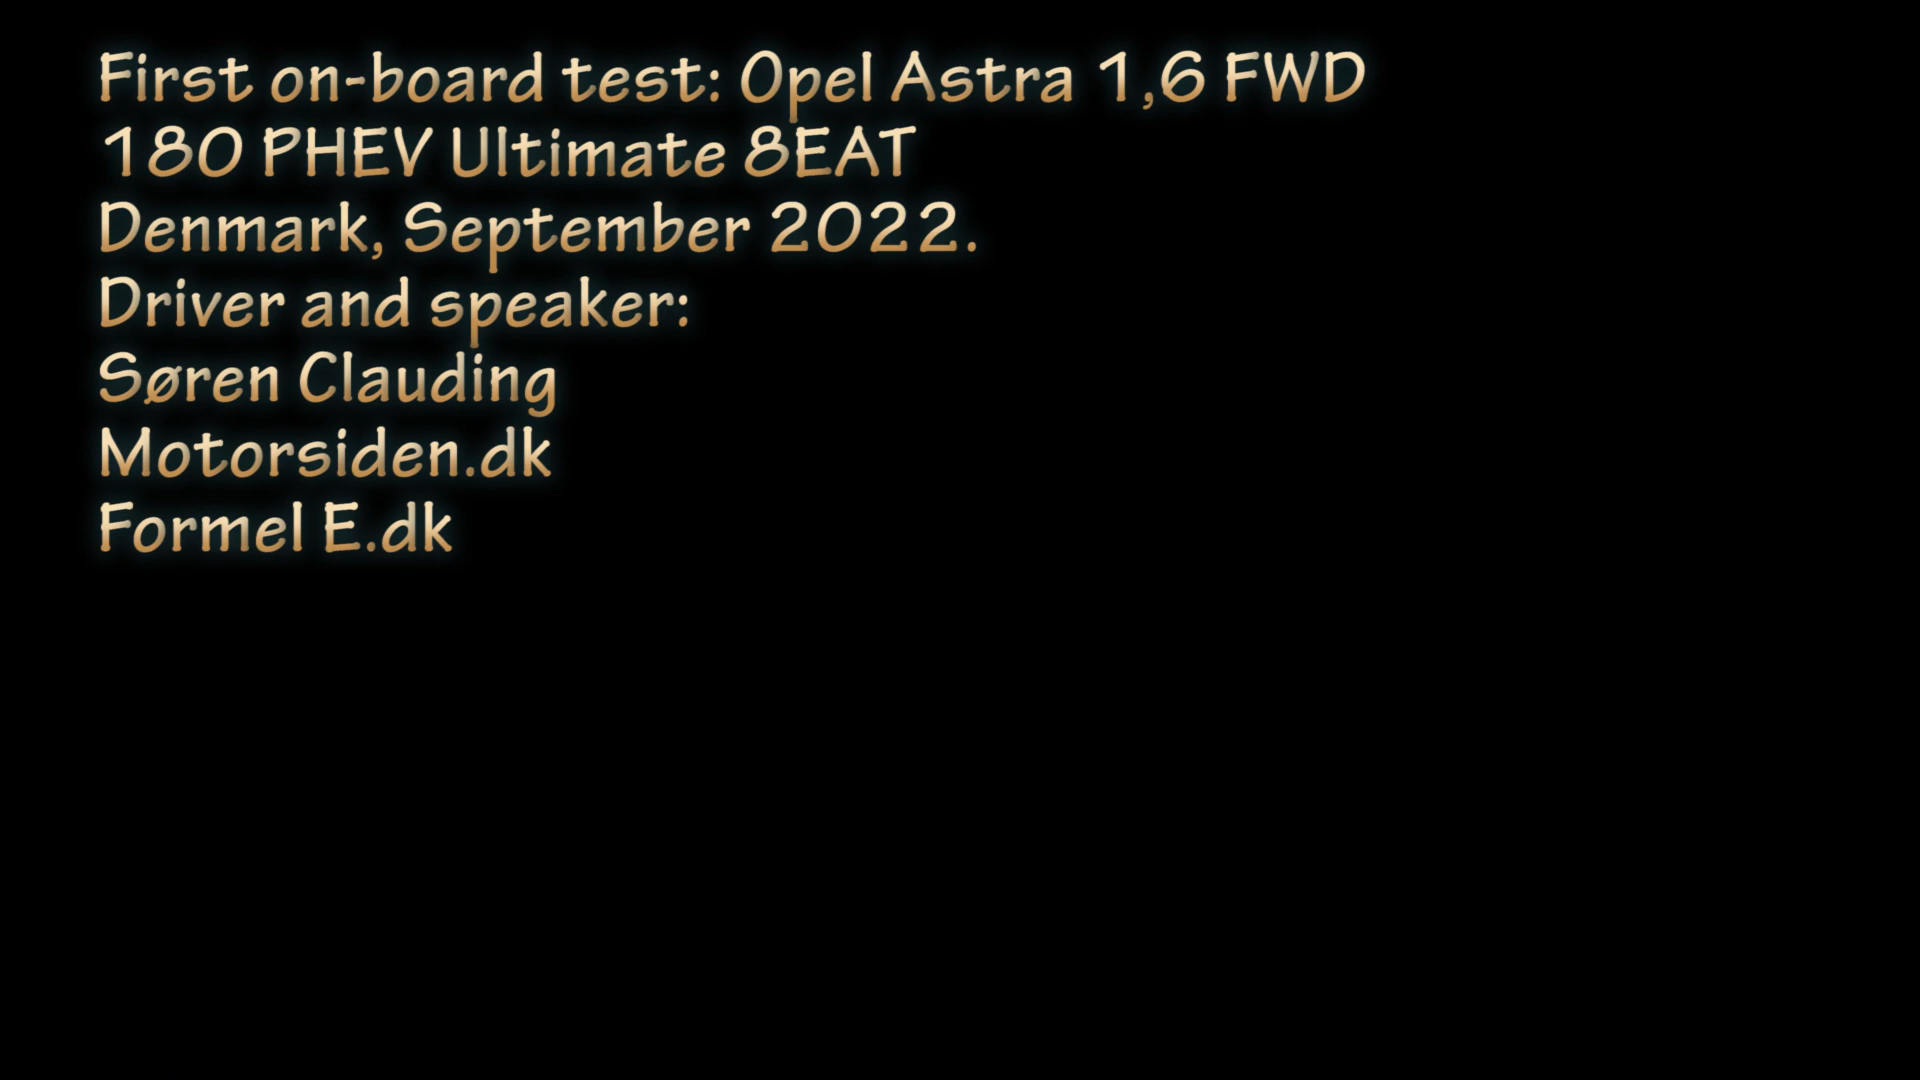 First on-board test: Opel Astra 1,6 FWD
180 PHEV Ultimate 8EAT
Denmark, September 2022.
Driver and speaker:
Søren Clauding
Motorsiden.dk
Formel E.dk